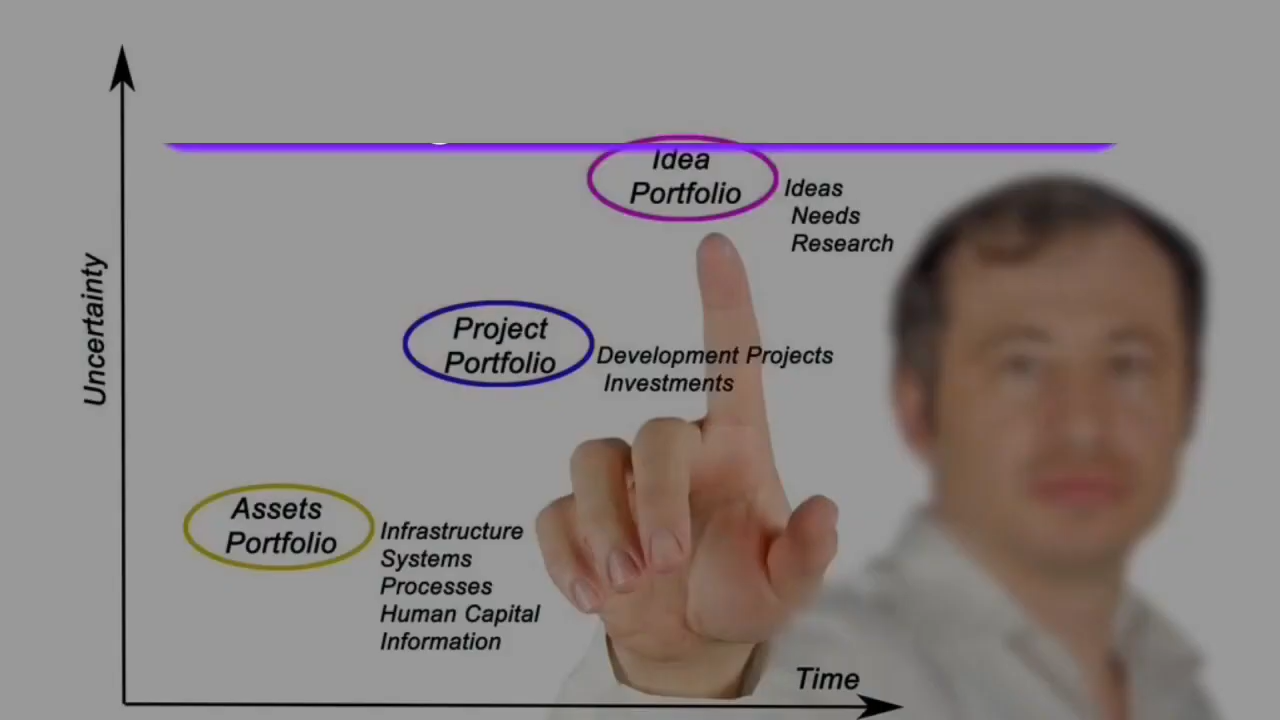 Idea
Portfolio
Ideas
Needs
Research
Uncertainty
Project
Portfolio
Development Projects
Investments
Assets
Portfolio
Infrastructure
Systems
Processes
Human Capital
Information
Time